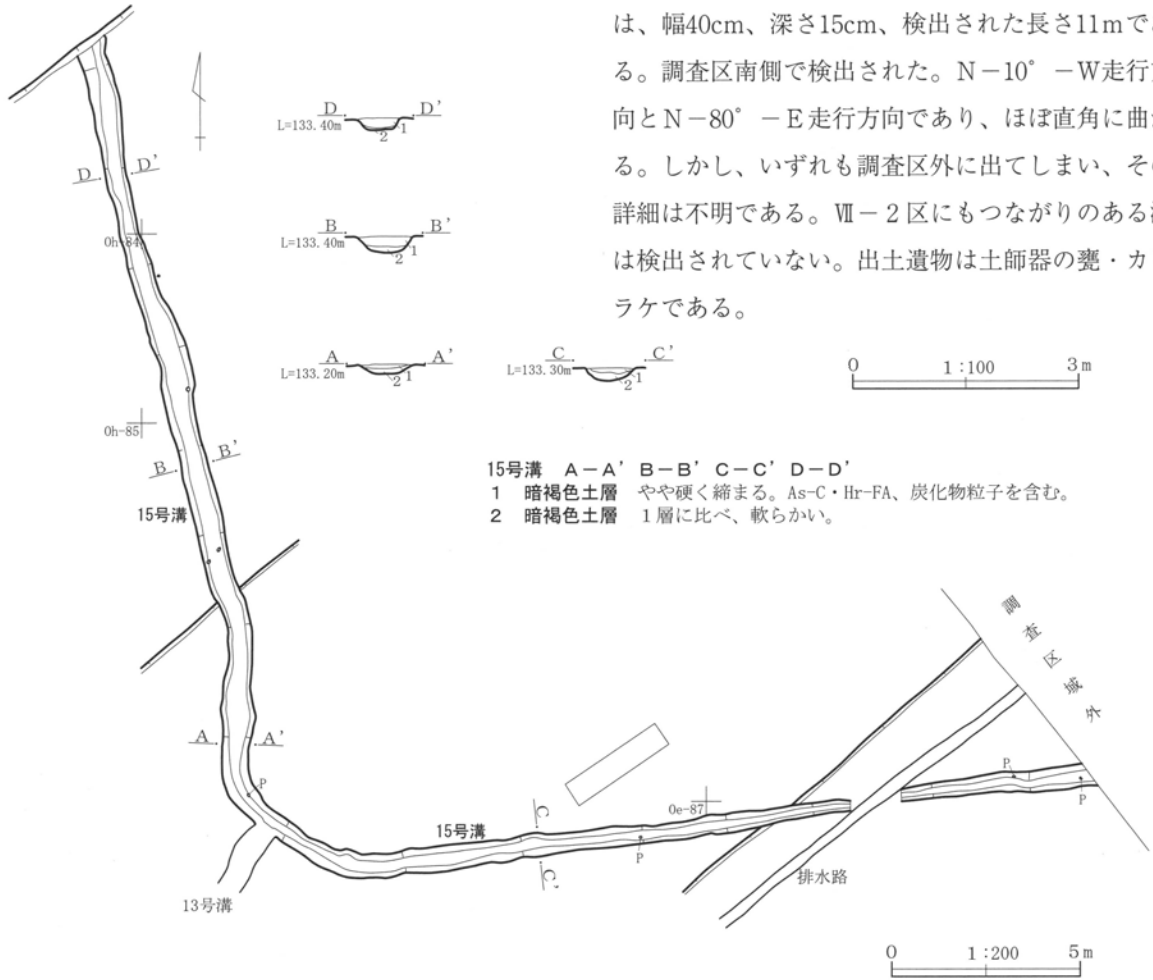 は、幅40cm、深さ15cm、検出された長さ11mで
る。調査区南側で検出された。N－10°－W走行
向とN－80°－E走行方向であり、ほぼ直角に曲
る。しかし、いずれも調査区外に出てしまい、その
詳細は不明である。Ⅶ－2区にもつながりのある
は検出されていない。出土遺物は土師器の甕・カ
ラケである。
D D'
L=133.40m
2 1
D D'
B B'
L=133.40m
2 1
Oh-84
A A'
L=133.20m
2 1
C C'
L=133.30m
2 1
0 1:100 3m
Oh-85
B B'
15号溝 A－A' B－B' C－C' D－D'
1 暗褐色土層 やや硬く締まる。As-C・Hr-FA、炭化物粒子を含む。
2 暗褐色土層 1層に比べ、軟らかい。
15号溝
調査区域外
A A'
P
P
P
Oe-87
C
15号溝
P
C'
排水路
13号溝
0 1:200 5m